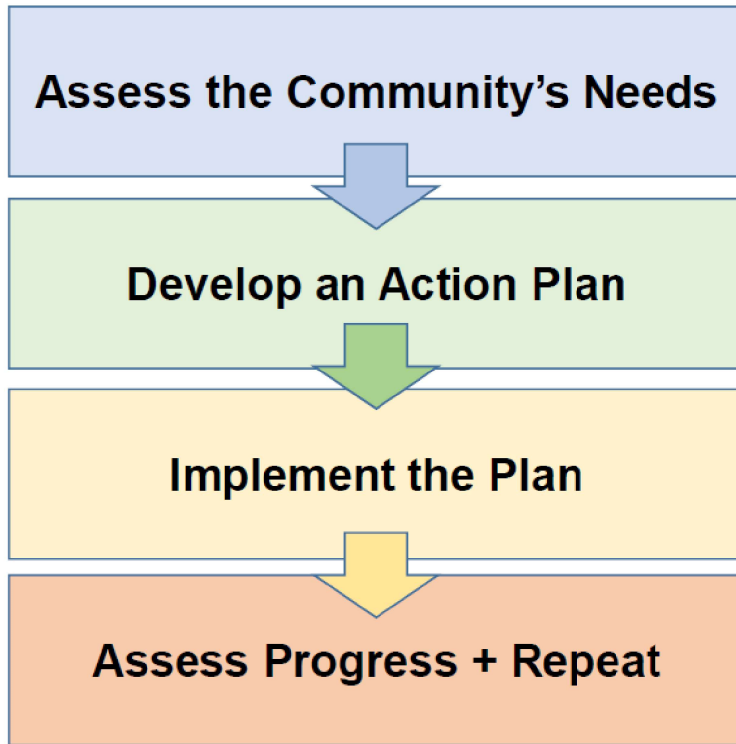 Assess the Community’s Needs
Develop an Action Plan
Implement the Plan
Assess Progress + Repeat